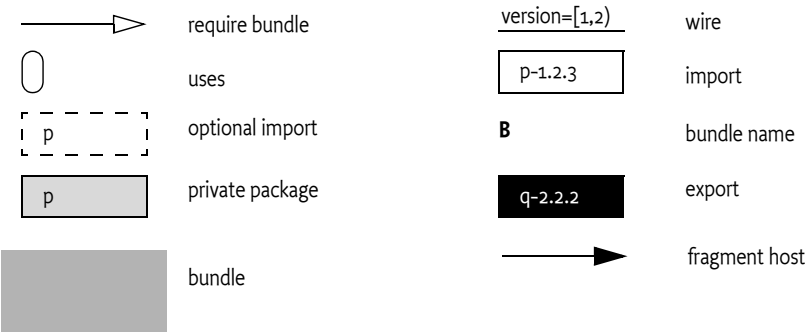 require bundle
version=[1,2)
wire
uses
p-1.2.3
import
p
optional import
B
bundle name
p
private package
q-2.2.2
export
fragment host
bundle